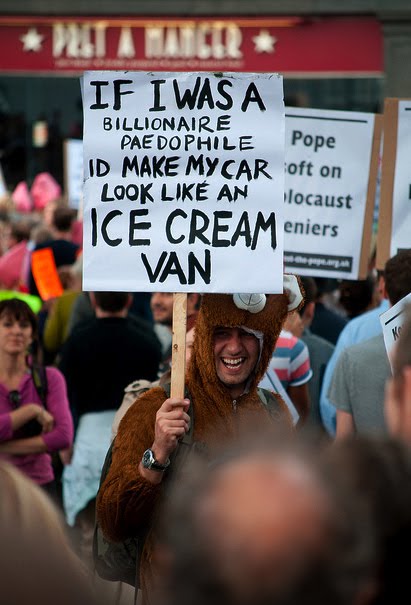 PRET A MANGER
IF I WAS A
BILLIONAIRE
PAEDOPHILE
ID MAKE MY CAR
LOOK LIKE AN
ICE CREAM
VAN
Pope
oft on
olocaust
eniers
t-the-pope.org.uk